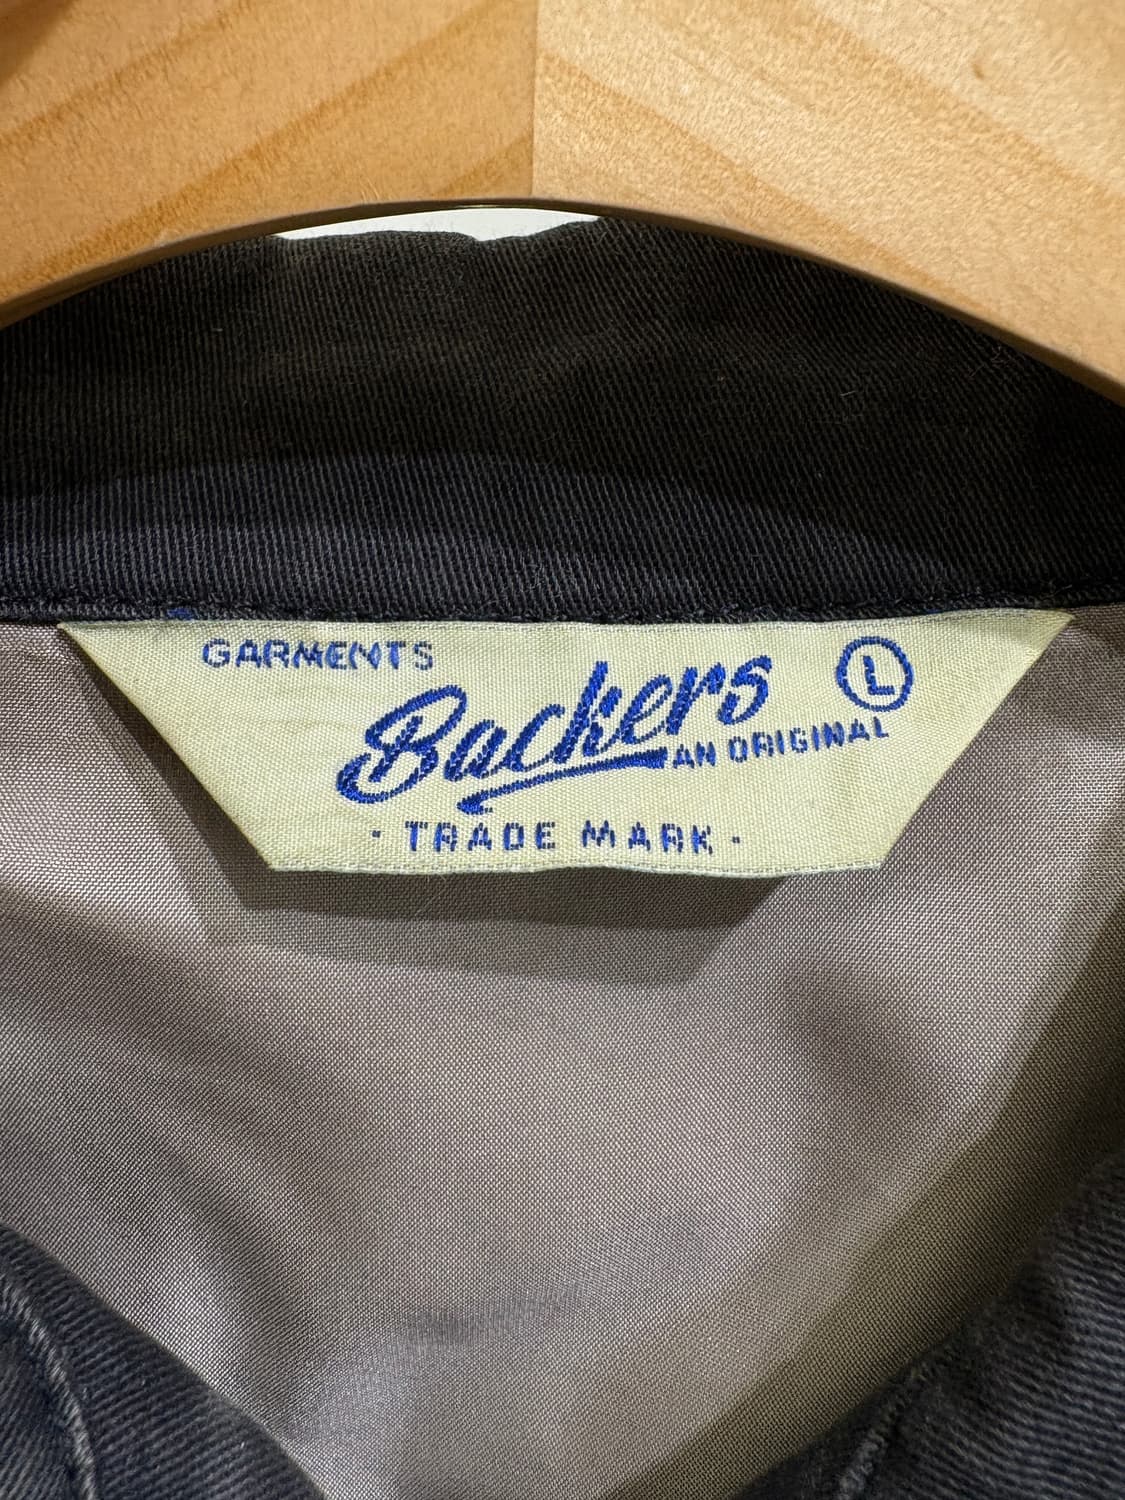 GARMENTS
Backers
L
AN ORIGINAL
· TRADE MARK ·